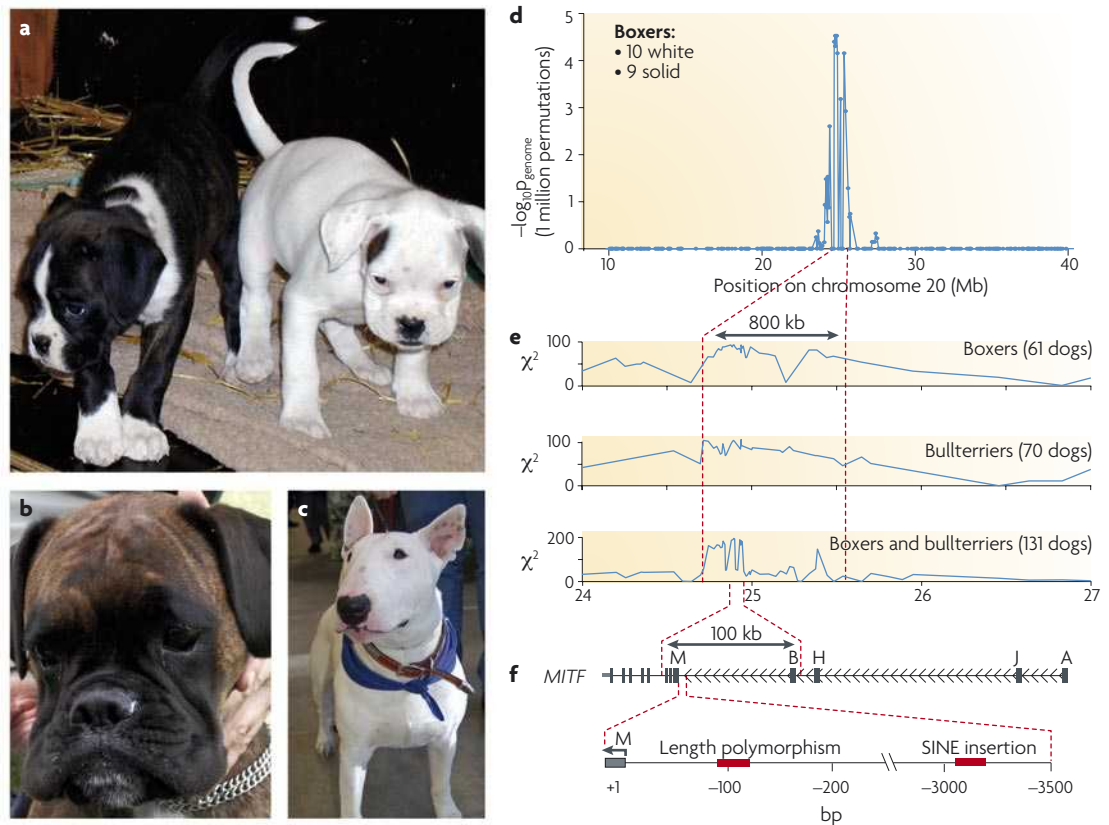 a
b
c
d
5
4
3
2
1
0
−log₁₀p_genome
(1 million permutations)
Boxers:
• 10 white
• 9 solid
10 20 30 40
Position on chromosome 20 (Mb)
e
800 kb
χ²
100
0
Boxers (61 dogs)
χ²
100
0
Bullterriers (70 dogs)
χ²
200
0
Boxers and bullterriers (131 dogs)
24 25 26 27
100 kb
f
MITF
M B H J A
M
Length polymorphism
SINE insertion
+1 −100 −200 −3000 −3500
bp